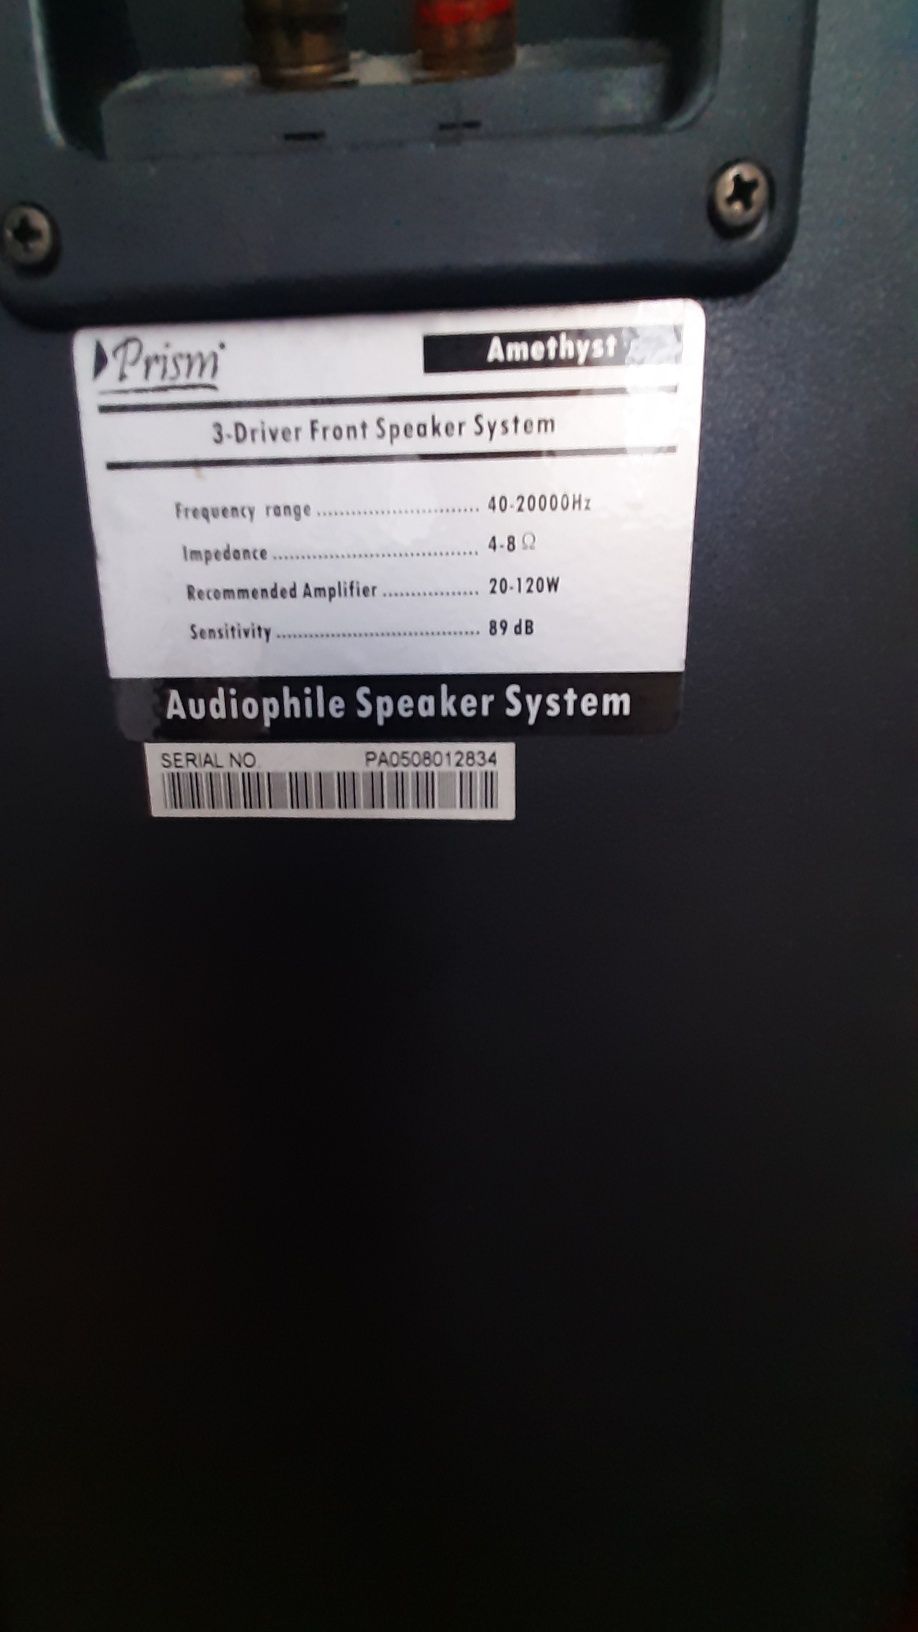 Prism
Amethyst
3-Driver Front Speaker System
Frequency range ................................ 40-20000Hz
Impedance ........................................ 4-8 Ω
Recommended Amplifier ................... 20-120W
Sensitivity ........................................ 89 dB
Audiophile Speaker System
SERIAL NO. PA0508012834